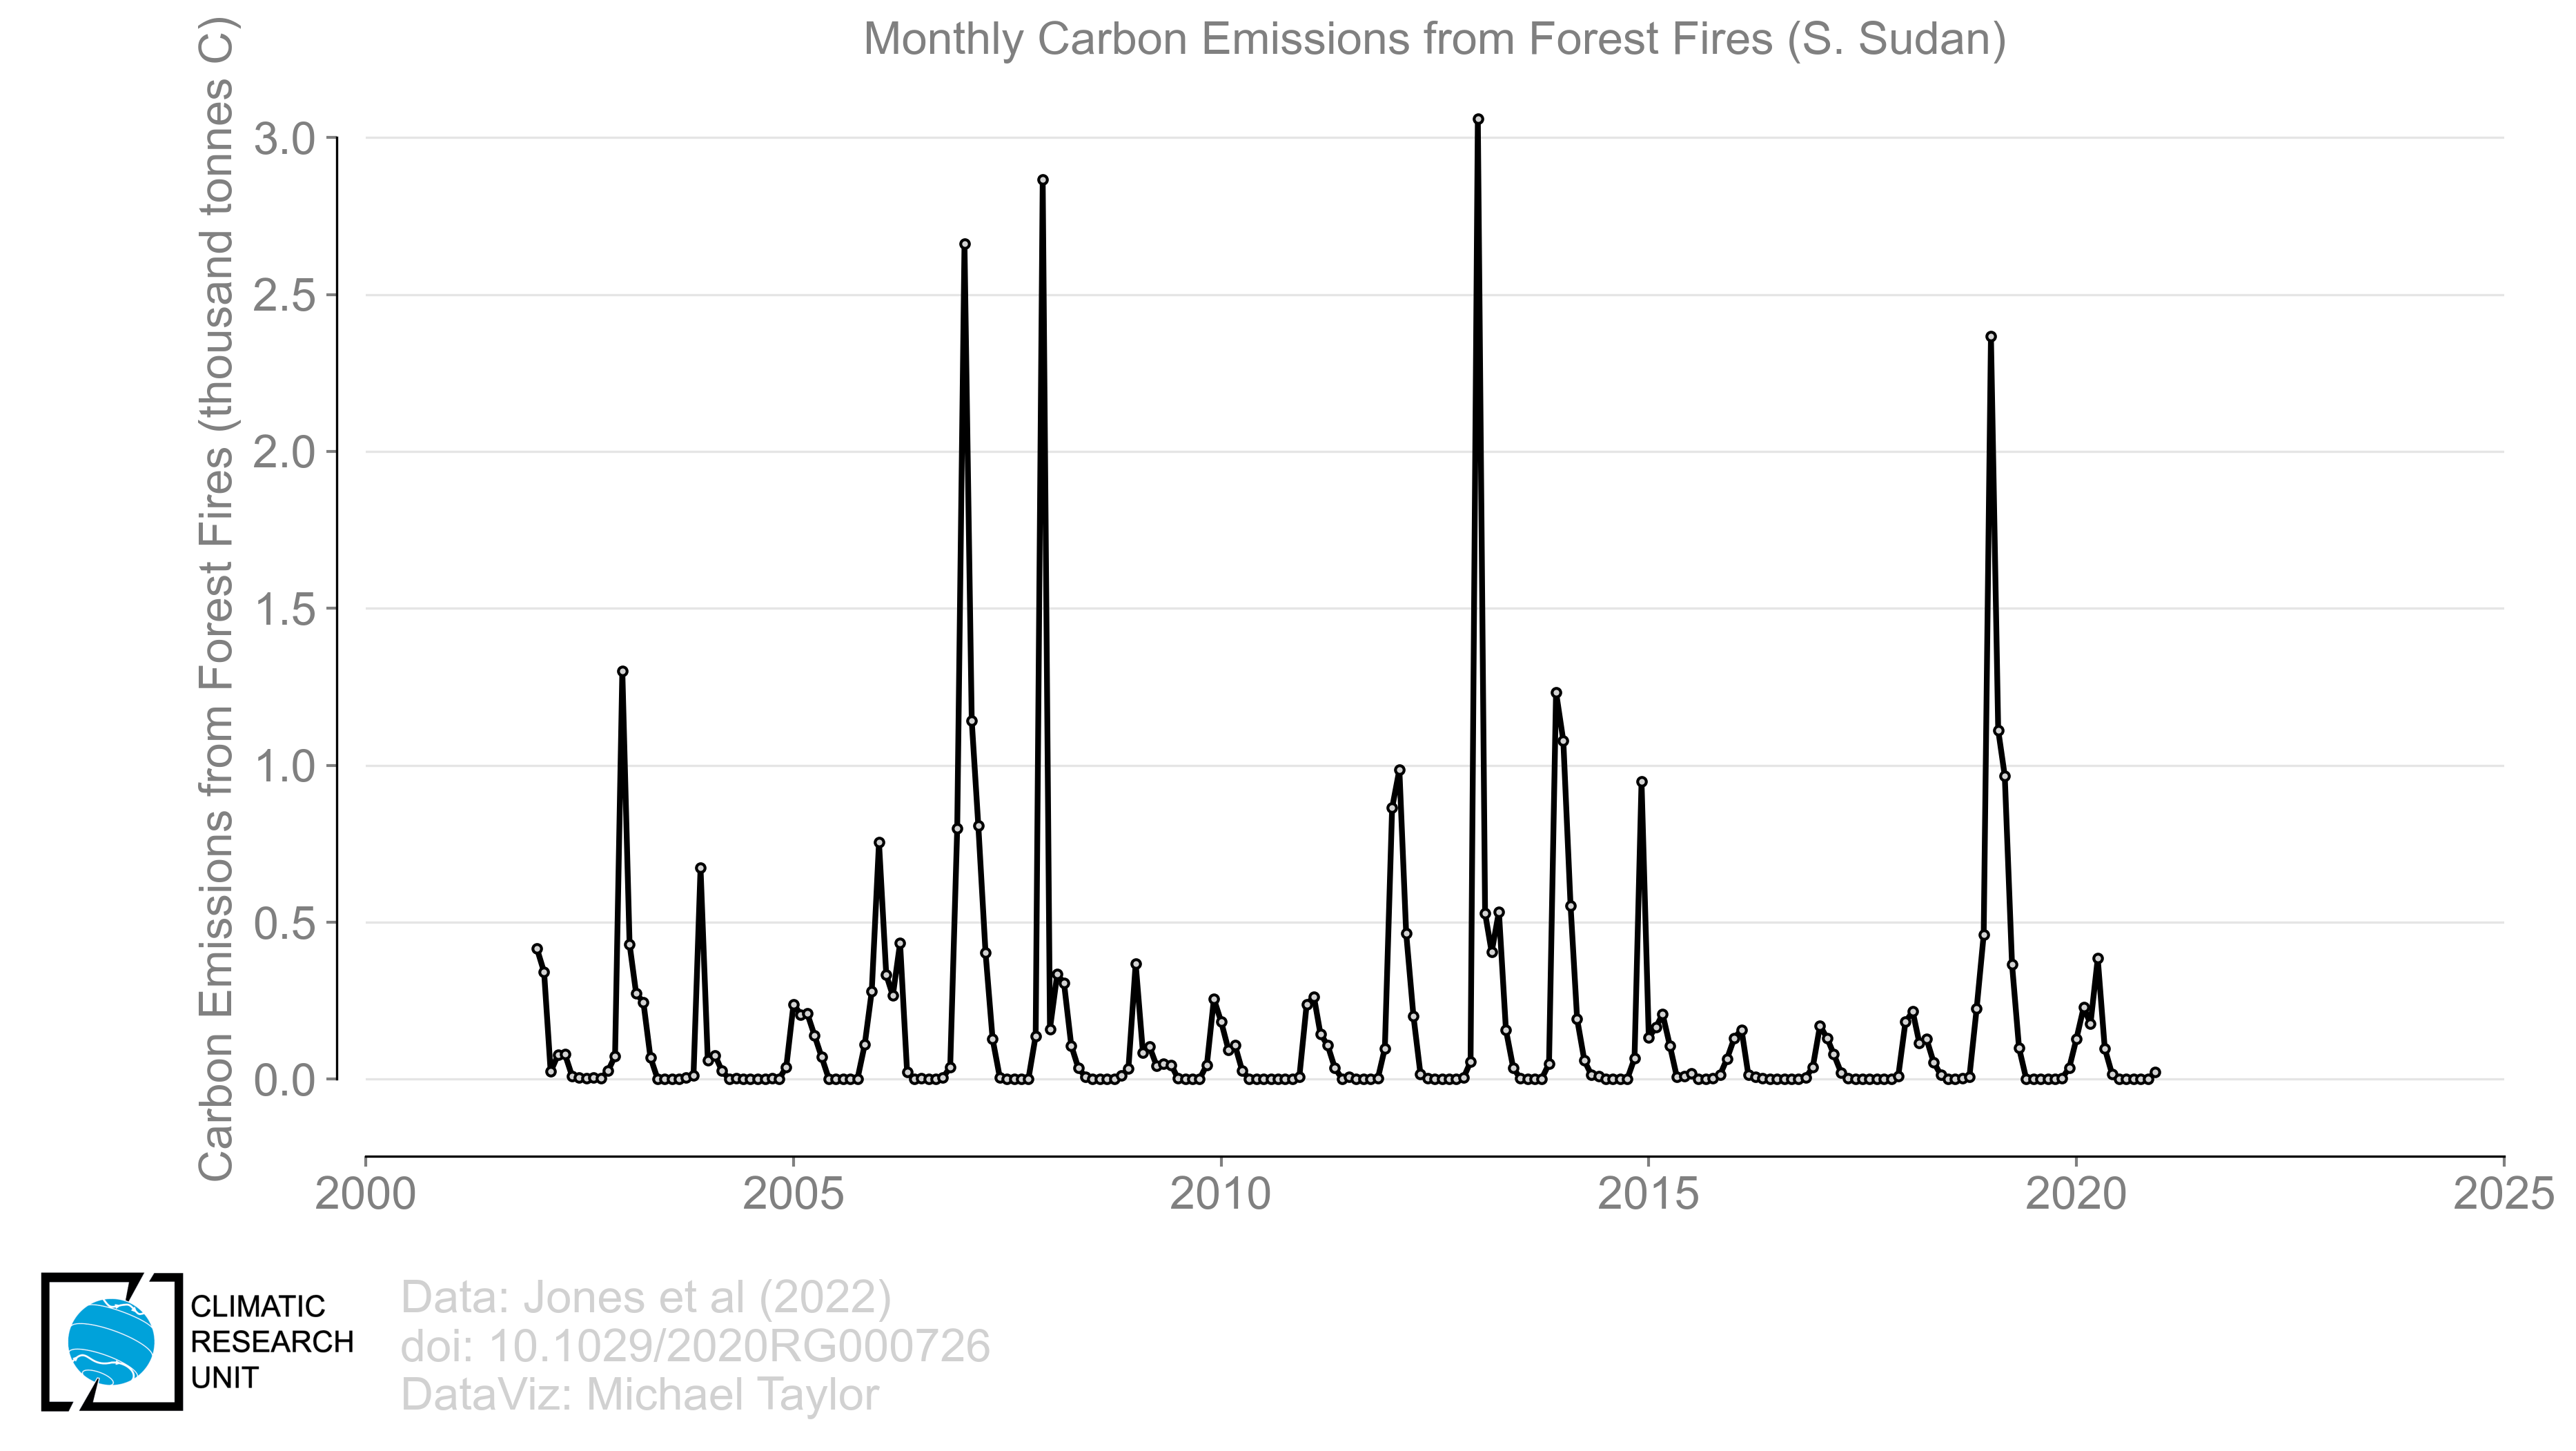 Monthly Carbon Emissions from Forest Fires (S. Sudan)
Carbon Emissions from Forest Fires (thousand tonnes C)
3.0
2.5
2.0
1.5
1.0
0.5
0.0
2000 2005 2010 2015 2020 2025
CLIMATIC
RESEARCH
UNIT
Data: Jones et al (2022)
doi: 10.1029/2020RG000726
DataViz: Michael Taylor